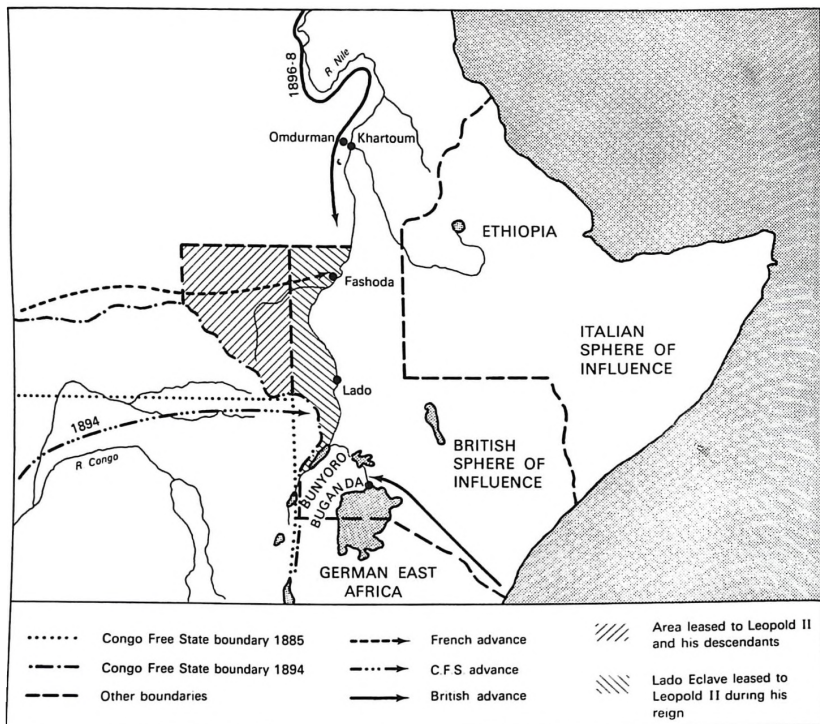 1896-8
R Nile
Omdurman
Khartoum
ETHIOPIA
Fashoda
ITALIAN
SPHERE OF
INFLUENCE
Lado
1894
R Congo
BRITISH
SPHERE OF
INFLUENCE
BUNYORO
BUGANDA
GERMAN EAST
AFRICA
Congo Free State boundary 1885
Congo Free State boundary 1894
Other boundaries
French advance
C.F.S. advance
British advance
Area leased to Leopold II
and his descendants
Lado Eclave leased to
Leopold II during his
reign